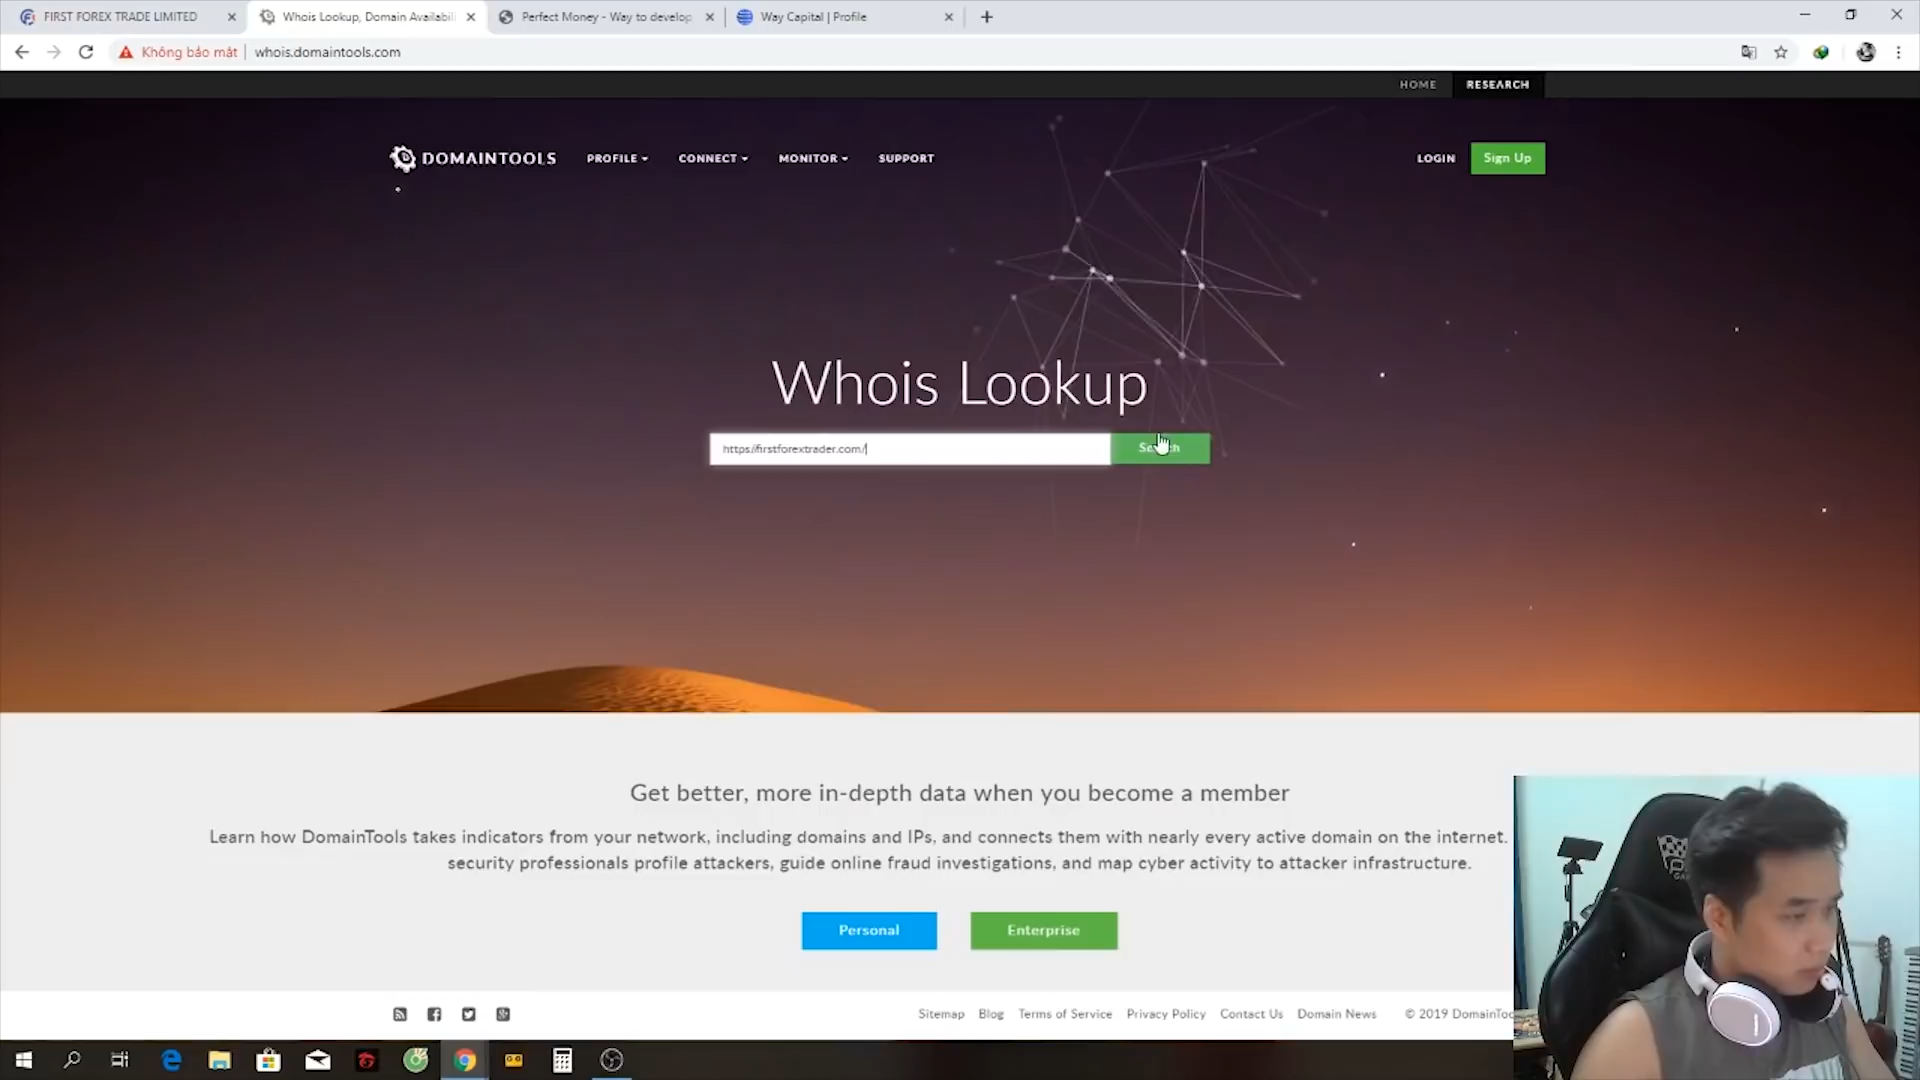 FIRST FOREX TRADE LIMITED
Whois Lookup, Domain Availabili
Perfect Money - Way to develop
Way Capital | Profile
Không bảo mật
whois.domaintools.com
HOME
RESEARCH
DOMAINTOOLS
PROFILE
CONNECT
MONITOR
SUPPORT
LOGIN
Sign Up
Whois Lookup
https://firstforextrader.com/
Get better, more in-depth data when you become a member
Learn how DomainTools takes indicators from your network, including domains and IPs, and connects them with nearly every active domain on the internet.
security professionals profile attackers, guide online fraud investigations, and map cyber activity to attacker infrastructure.
Personal
Enterprise
Sitemap
Blog
Terms of Service
Privacy Policy
Contact Us
Domain News
© 2019 DomainToo